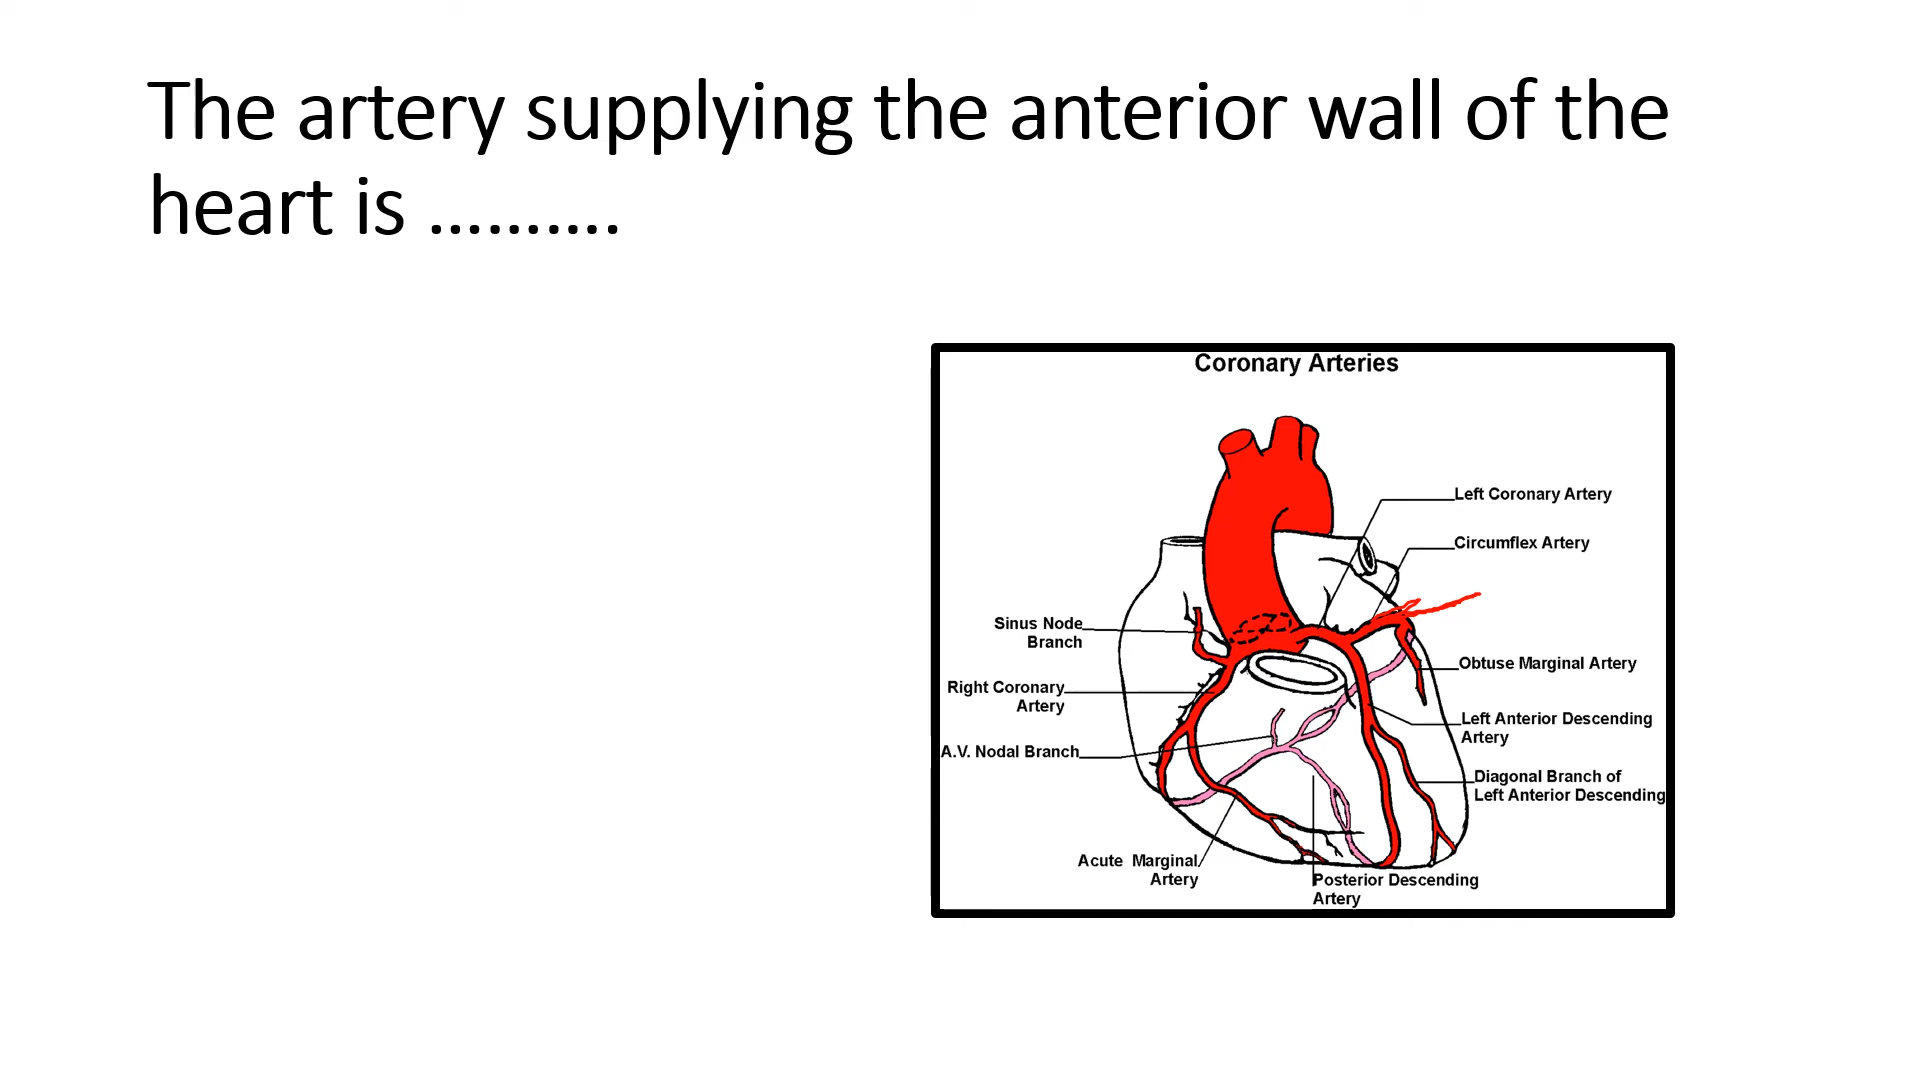 The artery supplying the anterior wall of the
heart is ..........
Coronary Arteries
Left Coronary Artery
Circumflex Artery
Sinus Node
Branch
Obtuse Marginal Artery
Right Coronary
Artery
Left Anterior Descending
Artery
A.V. Nodal Branch
Diagonal Branch of
Left Anterior Descending
Acute Marginal
Artery
Posterior Descending
Artery